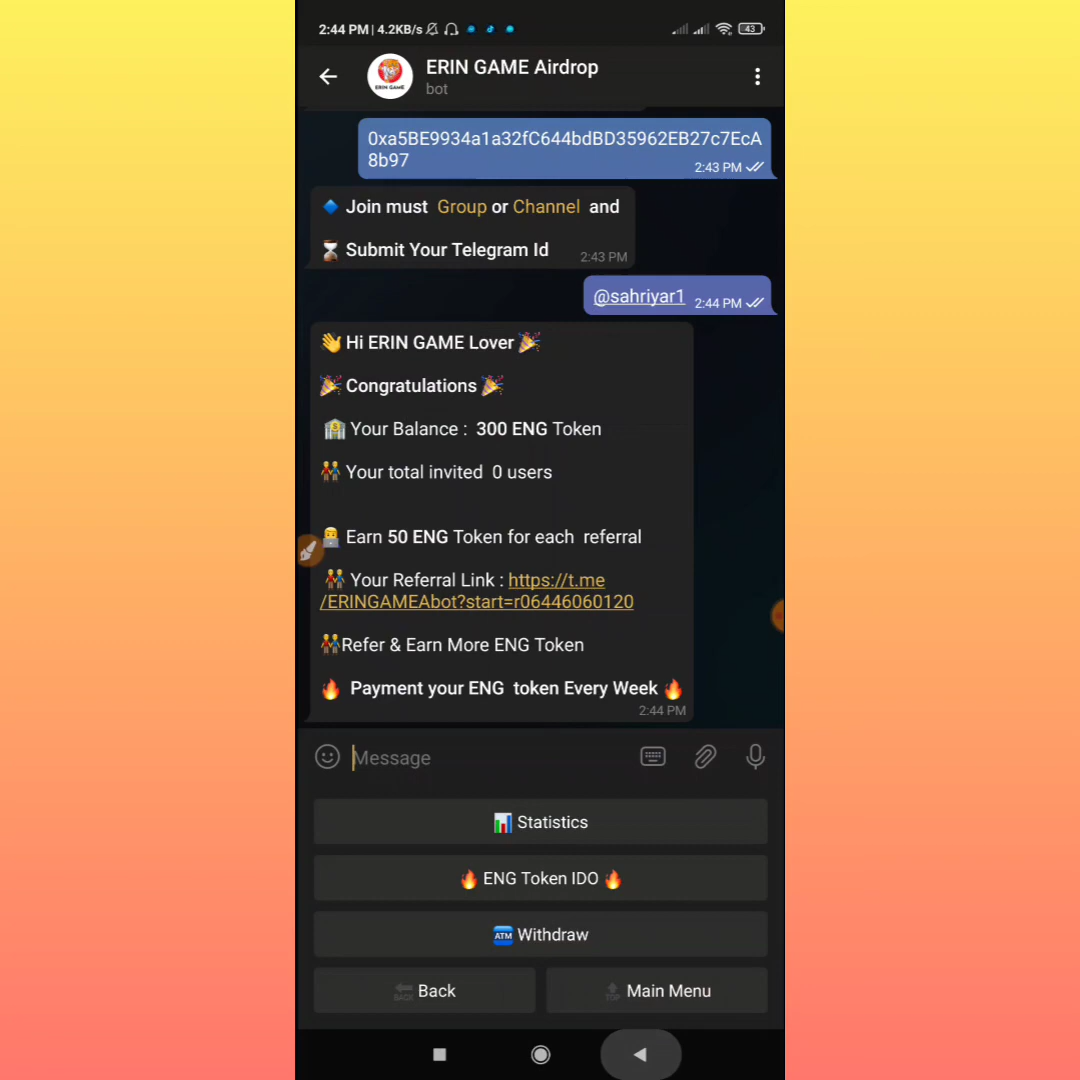 2:44 PM | 4.2KB/s
43
ERIN GAME Airdrop
ERIN GAME
bot
0xa5BE9934a1a32fC644bdBD35962EB27c7EcA
8b97
2:43 PM
🔹 Join must Group or Channel and
⏳ Submit Your Telegram Id
2:43 PM
@sahriyar1
2:44 PM
👋 Hi ERIN GAME Lover 🎉
🎉 Congratulations 🎉
🏦 Your Balance : 300 ENG Token
👬 Your total invited 0 users
👨‍💻 Earn 50 ENG Token for each referral
👬 Your Referral Link : https://t.me
/ERINGAMEAbot?start=r06446060120
👬Refer & Earn More ENG Token
🔥 Payment your ENG token Every Week 🔥
2:44 PM
Message
📊 Statistics
🔥 ENG Token IDO 🔥
🏧 Withdraw
🔙 Back
🔝 Main Menu